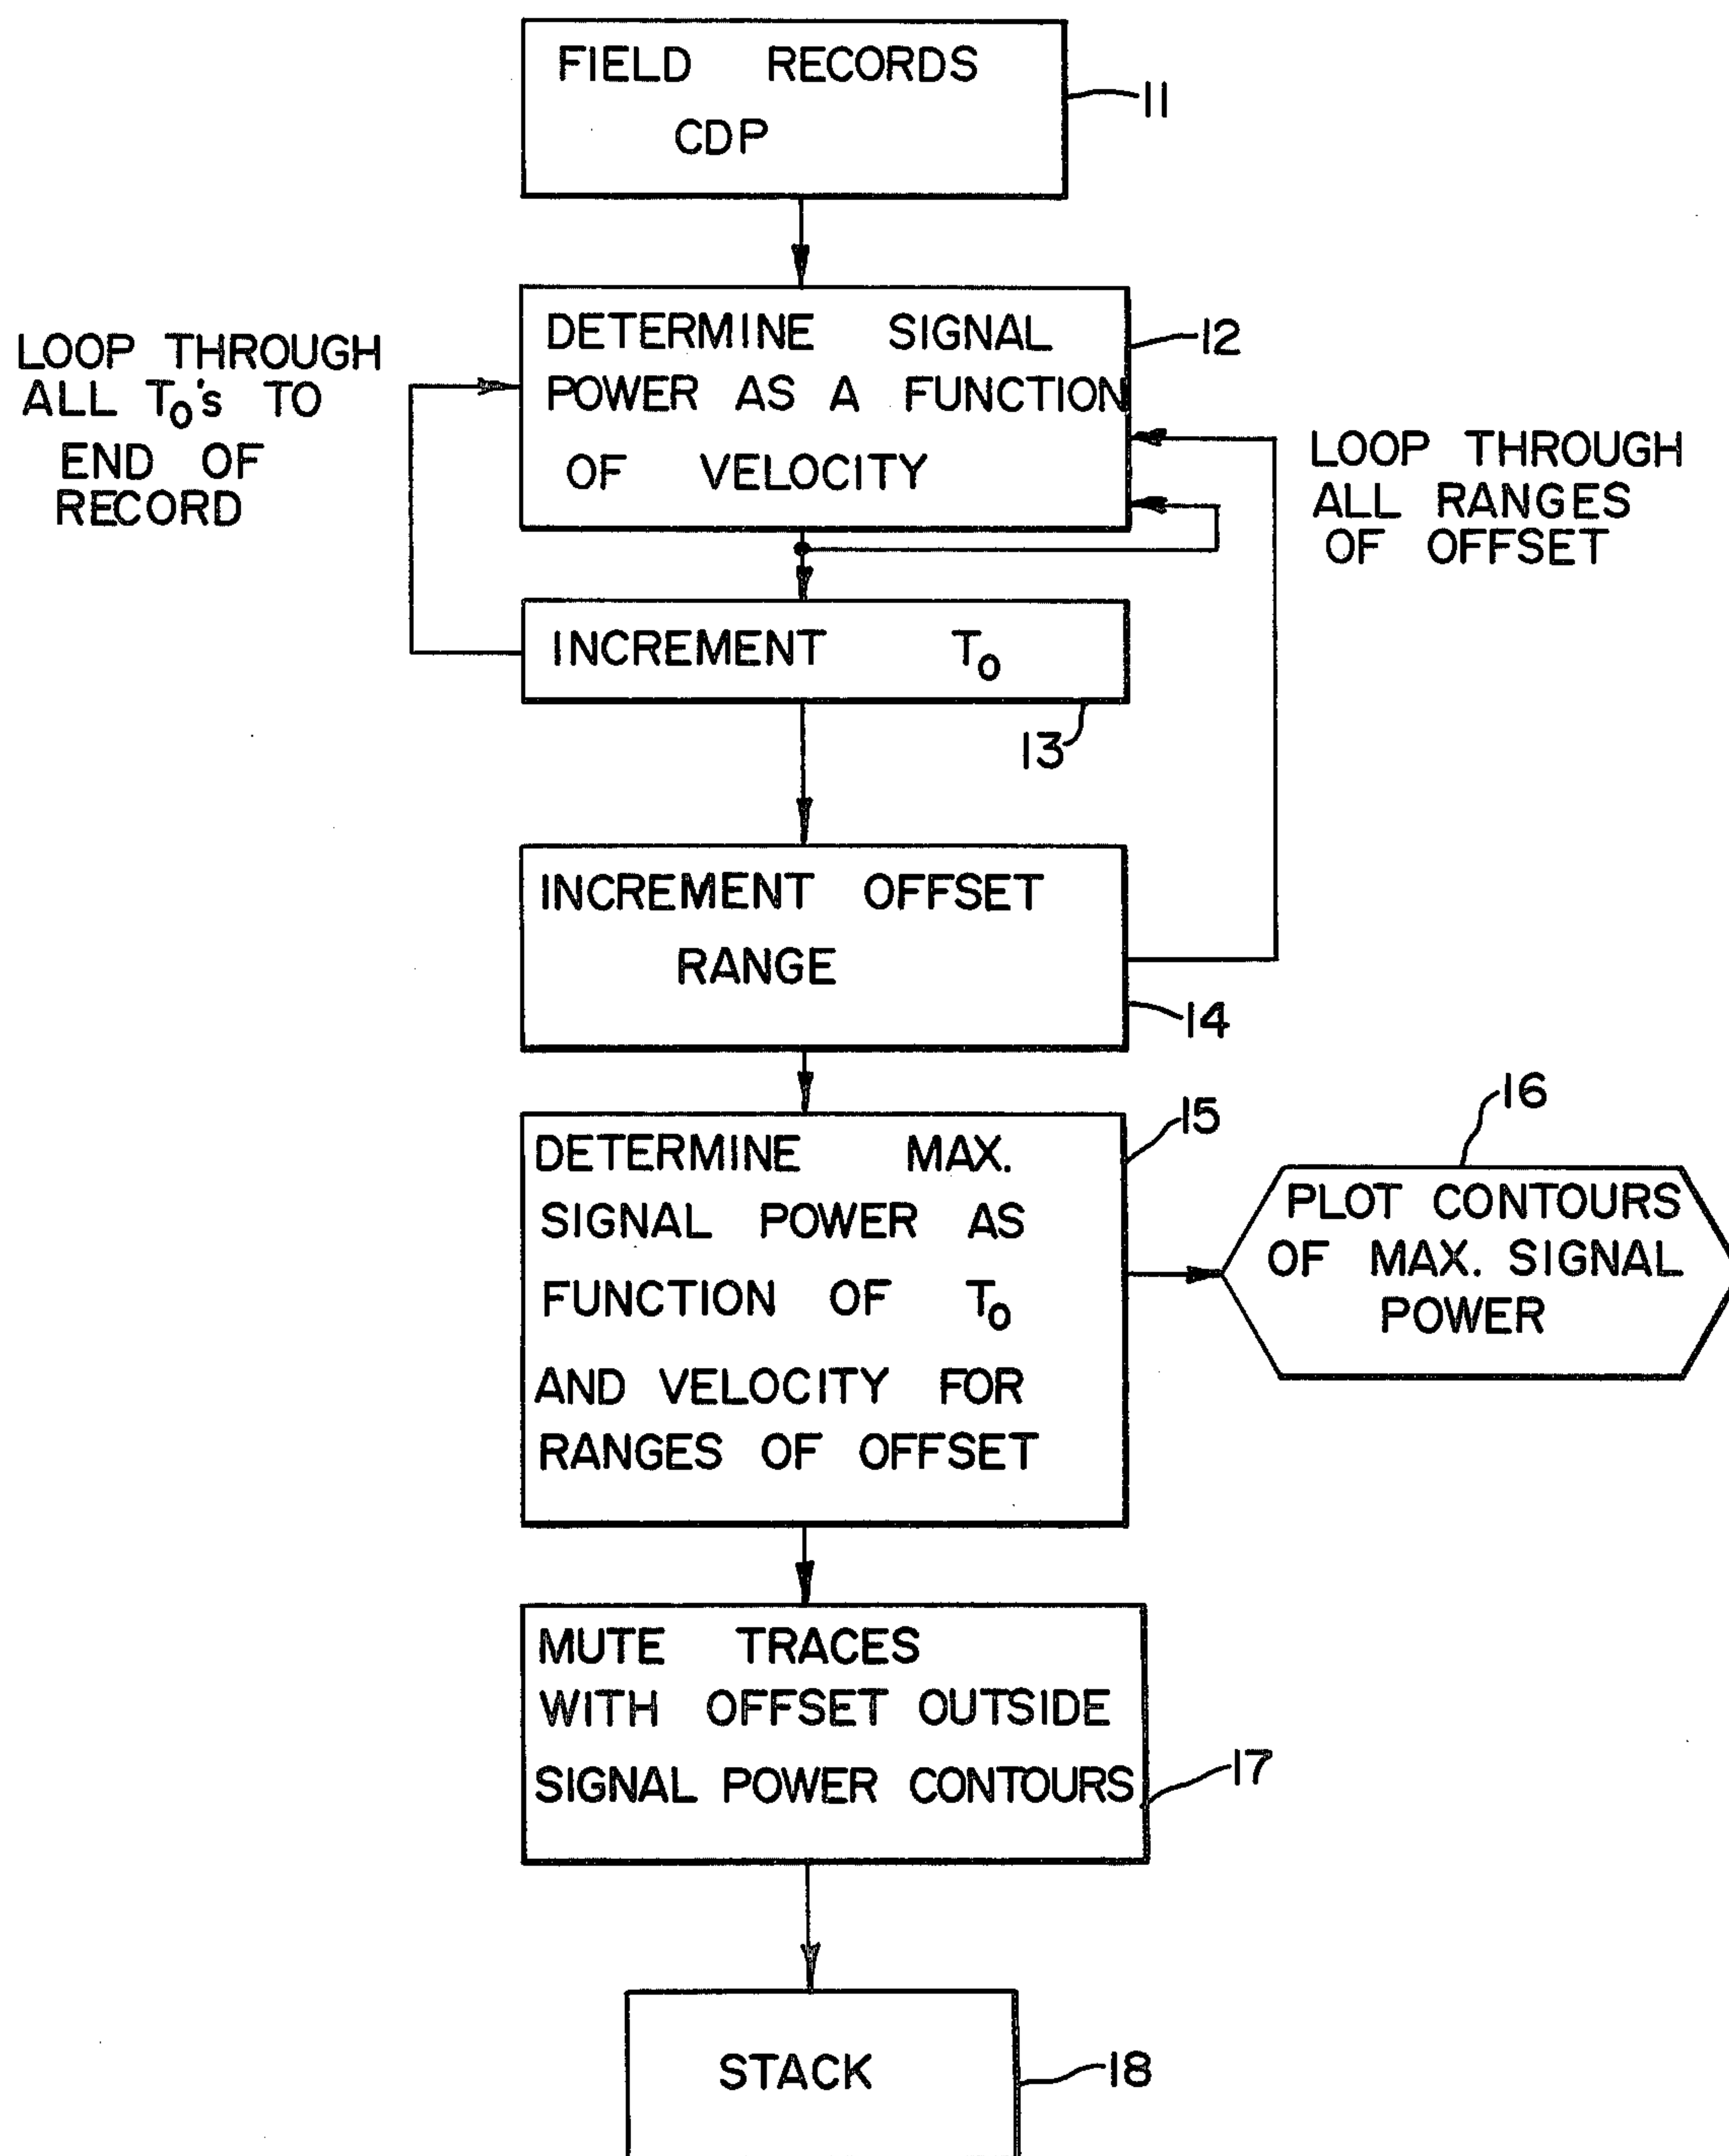 FIELD RECORDS
CDP
11
DETERMINE SIGNAL
POWER AS A FUNCTION
OF VELOCITY
12
LOOP THROUGH
ALL T₀'s TO
END OF
RECORD
LOOP THROUGH
ALL RANGES
OF OFFSET
INCREMENT T₀
13
INCREMENT OFFSET
RANGE
14
DETERMINE MAX.
SIGNAL POWER AS
FUNCTION OF T₀
AND VELOCITY FOR
RANGES OF OFFSET
15
16
PLOT CONTOURS
OF MAX. SIGNAL
POWER
MUTE TRACES
WITH OFFSET OUTSIDE
SIGNAL POWER CONTOURS
17
STACK
18